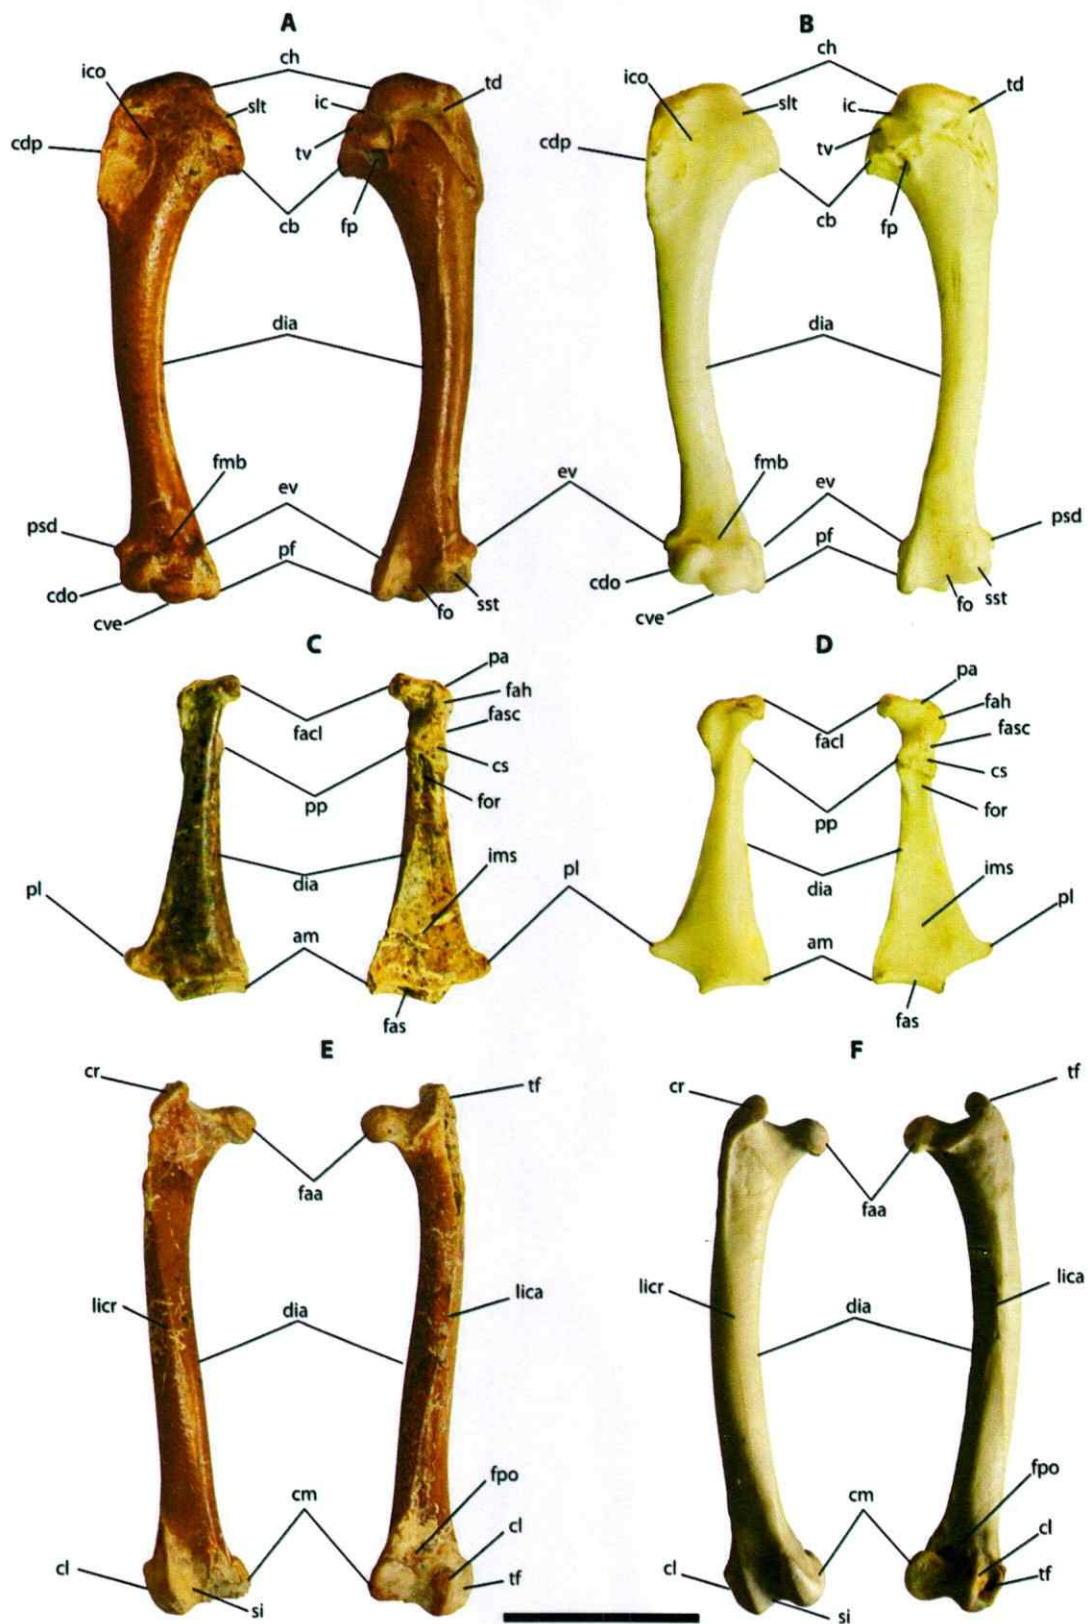 A
B
ch
ch
ico
ico
td
td
ic
ic
slt
slt
cdp
cdp
tv
tv
cb
fp
cb
fp
dia
dia
fmb
ev
ev
fmb
ev
psd
psd
pf
pf
cdo
cve
fo
sst
cdo
cve
fo
sst
C
D
pa
pa
fah
fah
facl
fasc
facl
fasc
cs
cs
pp
for
pp
for
pl
dia
ims
pl
dia
ims
pl
am
am
fas
fas
E
F
cr
tf
cr
tf
faa
faa
licr
dia
lica
licr
dia
lica
cm
fpo
cm
fpo
cl
cl
cl
cl
si
tf
si
tf